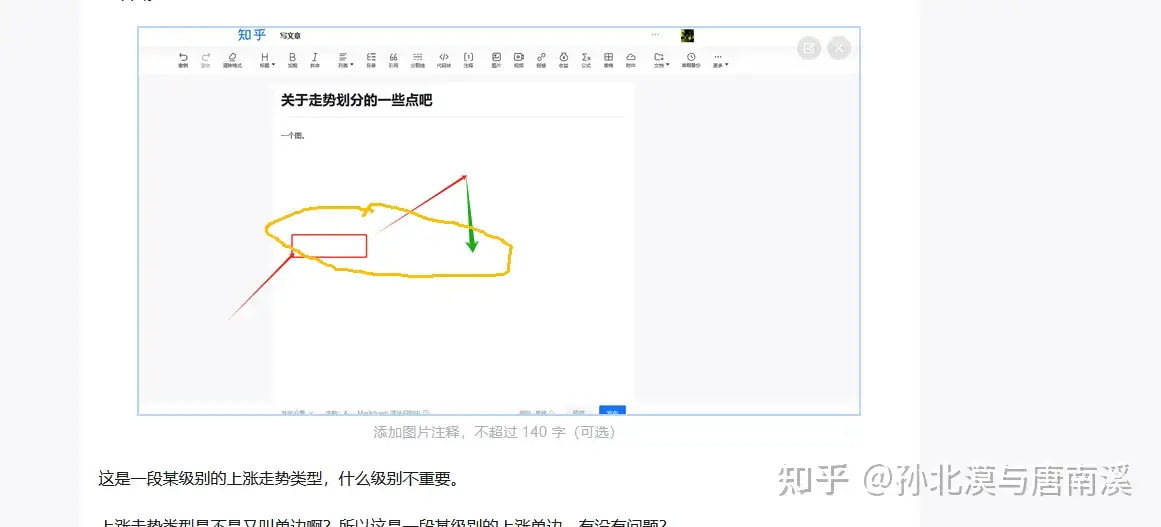 知乎 写文章
撤销 清除格式 标题 加粗 斜体 列表 目录 引用 分割线 代码块 注释 图片 视频 链接 收益 公式 表格 附件 文档 更多
关于走势划分的一些点吧
一个图。
添加图片注释，不超过 140 字（可选）
这是一段某级别的上涨走势类型，什么级别不重要。
知乎 @孙北漠与唐南溪
上涨走势类型是不是又叫单边啊？所以这是一段某级别的上涨单边，有没有问题？